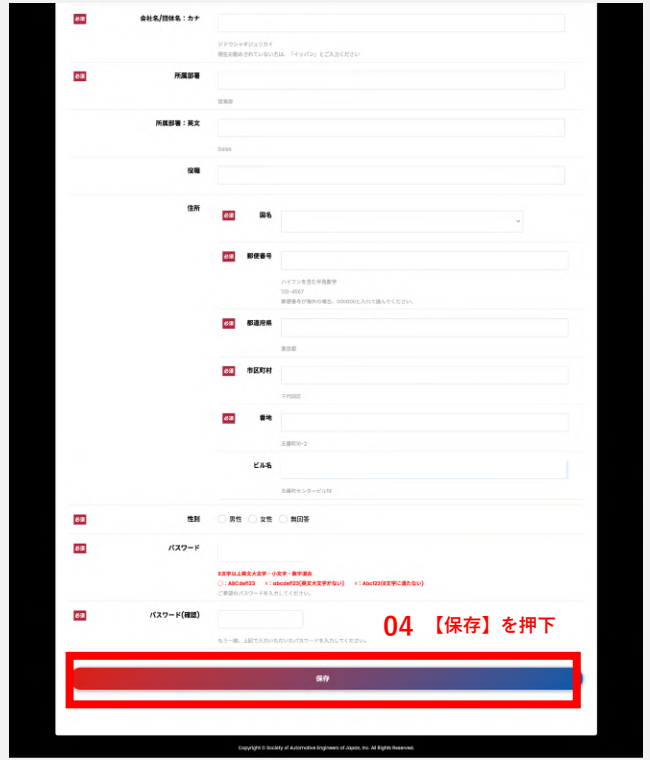 必須 会社名/団体名：カナ
ジドウシャギジュツカイ
現在お勤めされていない方は、「イッパン」とご入力ください
必須 所属部署
営業部
所属部署：英文
Sales
役職
住所
必須 国名
必須 郵便番号
ハイフンを含む半角数字
123-4567
郵便番号が海外の場合、000000と入れて進んでください。
必須 都道府県
東京都
必須 市区町村
千代田区
必須 番地
五番町10-2
ビル名
五番町センタービル5F
必須 性別 男性 女性 無回答
必須 パスワード
8文字以上英文大文字・小文字・数字混合
○：ABCdef123 ×：abcdef123(英文大文字がない) ×：Abc123(8文字に満たない)
ご希望のパスワードを入力してください。
必須 パスワード(確認)
04 【保存】を押下
もう一度、上記で入力いただいたパスワードを入力してください。
保存
Copyright © Society of Automotive Engineers of Japan, Inc. All Rights Reserved.